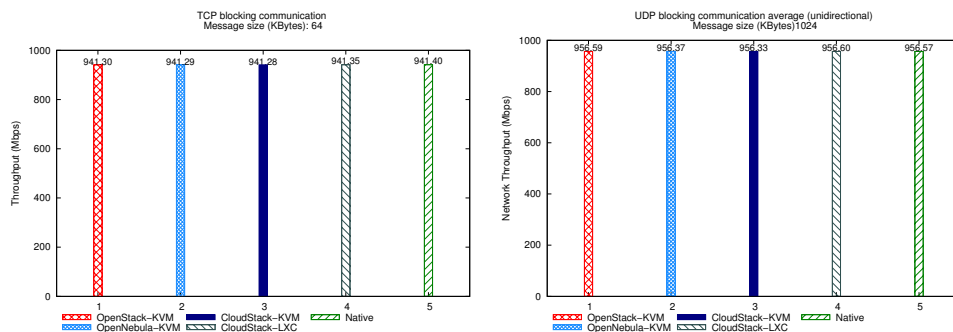 TCP blocking communication
Message size (KBytes): 64
Throughput (Mbps)
1000
800
600
400
200
0
941.30
941.29
941.28
941.35
941.40
1
2
3
4
5
OpenStack-KVM
CloudStack-KVM
Native
OpenNebula-KVM
CloudStack-LXC
UDP blocking communication average (unidirectional)
Message size (KBytes)1024
Network Throughput (Mbps)
1000
800
600
400
200
0
956.59
956.37
956.33
956.60
956.57
1
2
3
4
5
OpenStack-KVM
CloudStack-KVM
Native
OpenNebula-KVM
CloudStack-LXC